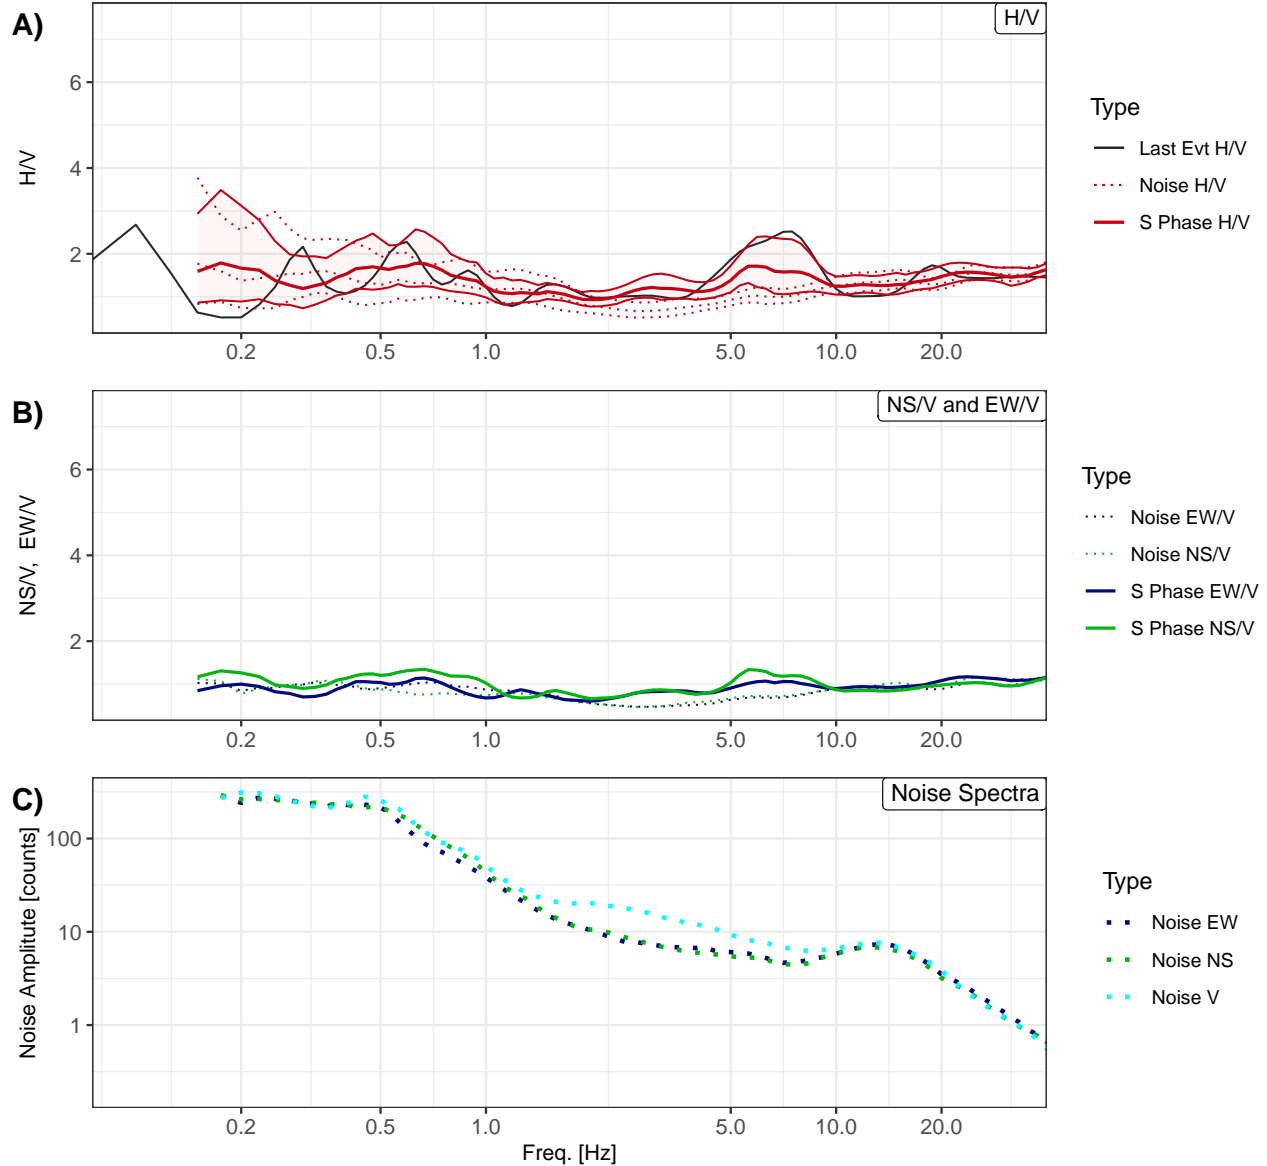 A)
H/V
H/V
2
4
6
0.2 0.5 1.0 5.0 10.0 20.0
Type
Last Evt H/V
Noise H/V
S Phase H/V
B)
NS/V and EW/V
NS/V, EW/V
2
4
6
0.2 0.5 1.0 5.0 10.0 20.0
Type
Noise EW/V
Noise NS/V
S Phase EW/V
S Phase NS/V
C)
Noise Spectra
Noise Amplitude [counts]
1
10
100
0.2 0.5 1.0 5.0 10.0 20.0
Freq. [Hz]
Type
Noise EW
Noise NS
Noise V